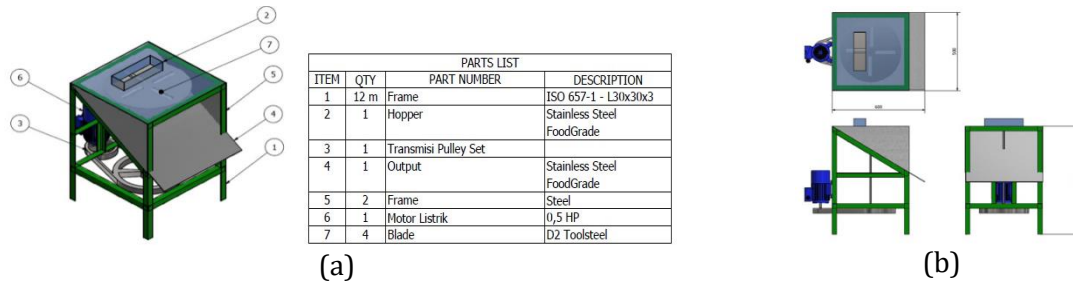 2
7
6
5
3
4
1
PARTS LIST
ITEM QTY PART NUMBER DESCRIPTION
1 12 m Frame ISO 657-1 - L30x30x3
2 1 Hopper Stainless Steel
FoodGrade
3 1 Transmisi Pulley Set
4 1 Output Stainless Steel
FoodGrade
5 2 Frame Steel
6 1 Motor Listrik 0,5 HP
7 4 Blade D2 Toolsteel
(a)
(b)